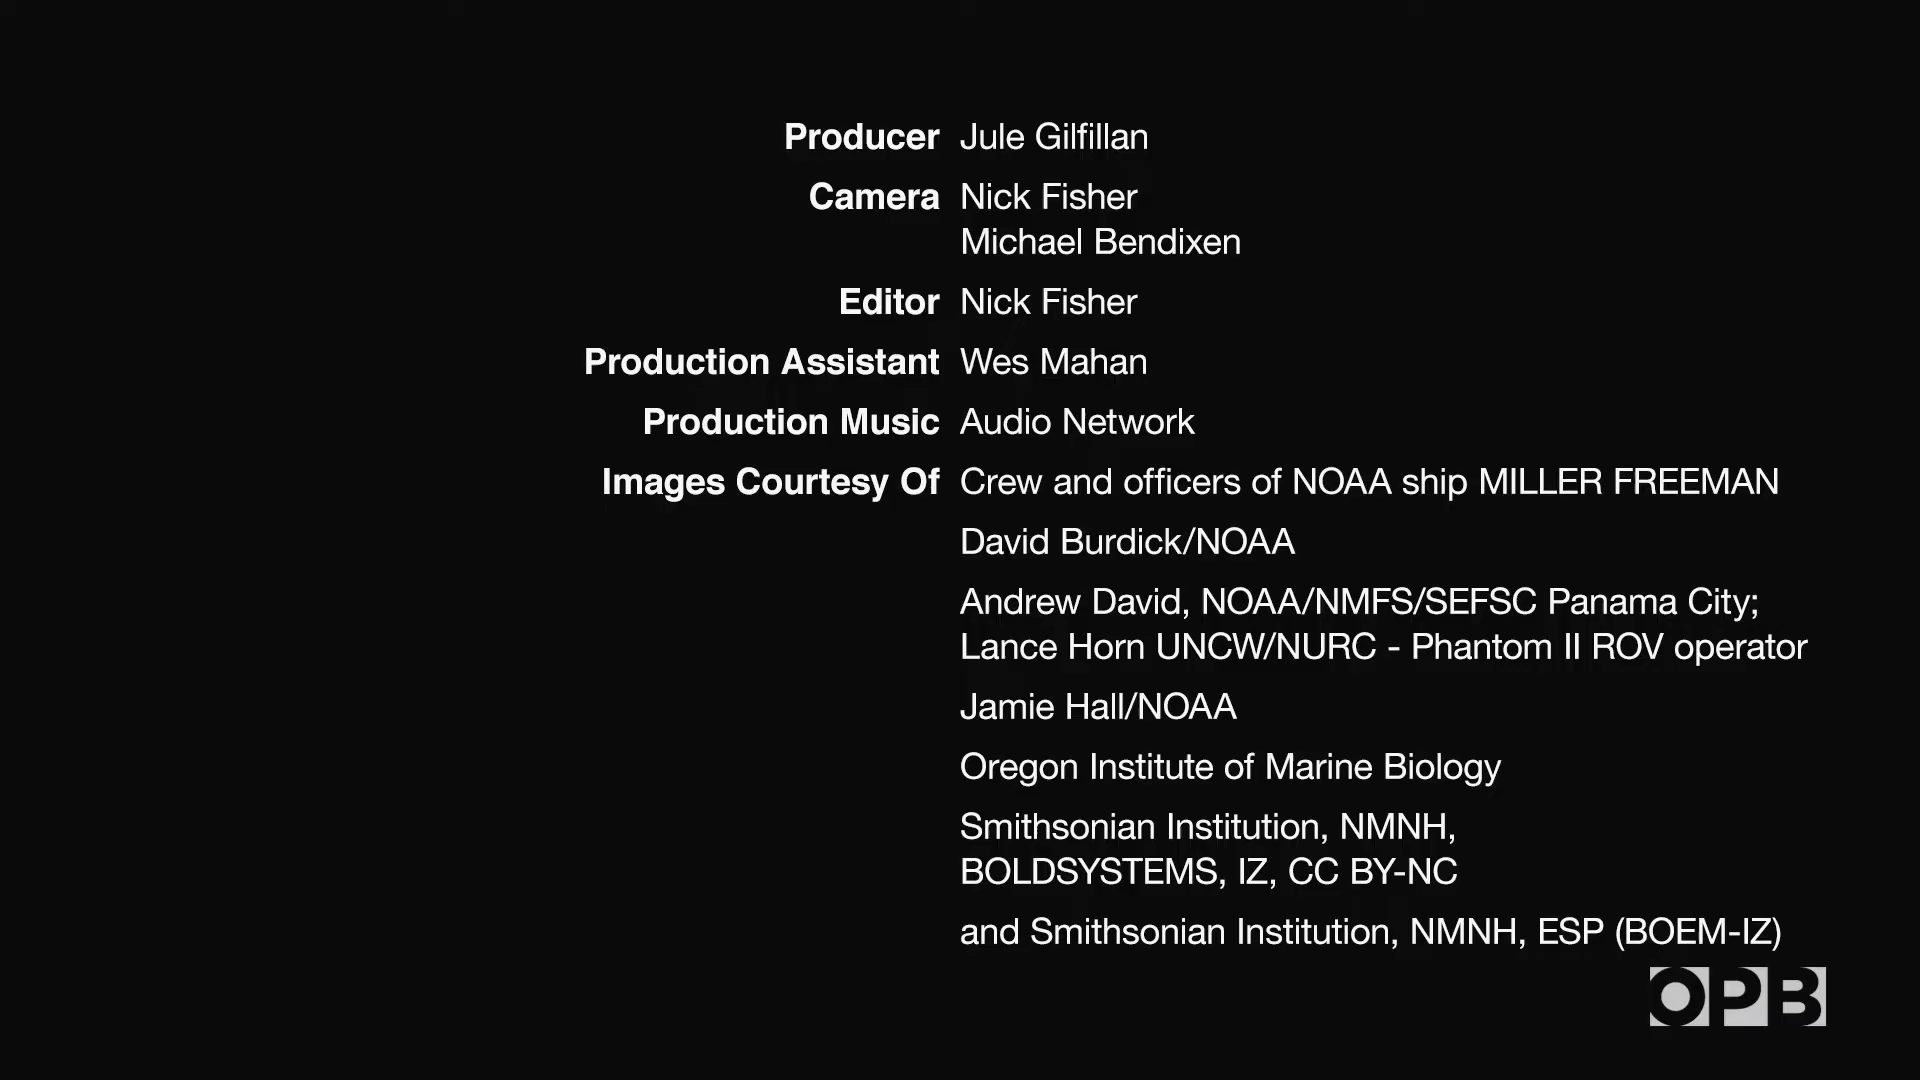 Producer Jule Gilfillan
Camera Nick Fisher
Michael Bendixen
Editor Nick Fisher
Production Assistant Wes Mahan
Production Music Audio Network
Images Courtesy Of Crew and officers of NOAA ship MILLER FREEMAN
David Burdick/NOAA
Andrew David, NOAA/NMFS/SEFSC Panama City;
Lance Horn UNCW/NURC - Phantom II ROV operator
Jamie Hall/NOAA
Oregon Institute of Marine Biology
Smithsonian Institution, NMNH,
BOLDSYSTEMS, IZ, CC BY-NC
and Smithsonian Institution, NMNH, ESP (BOEM-IZ)
OPB